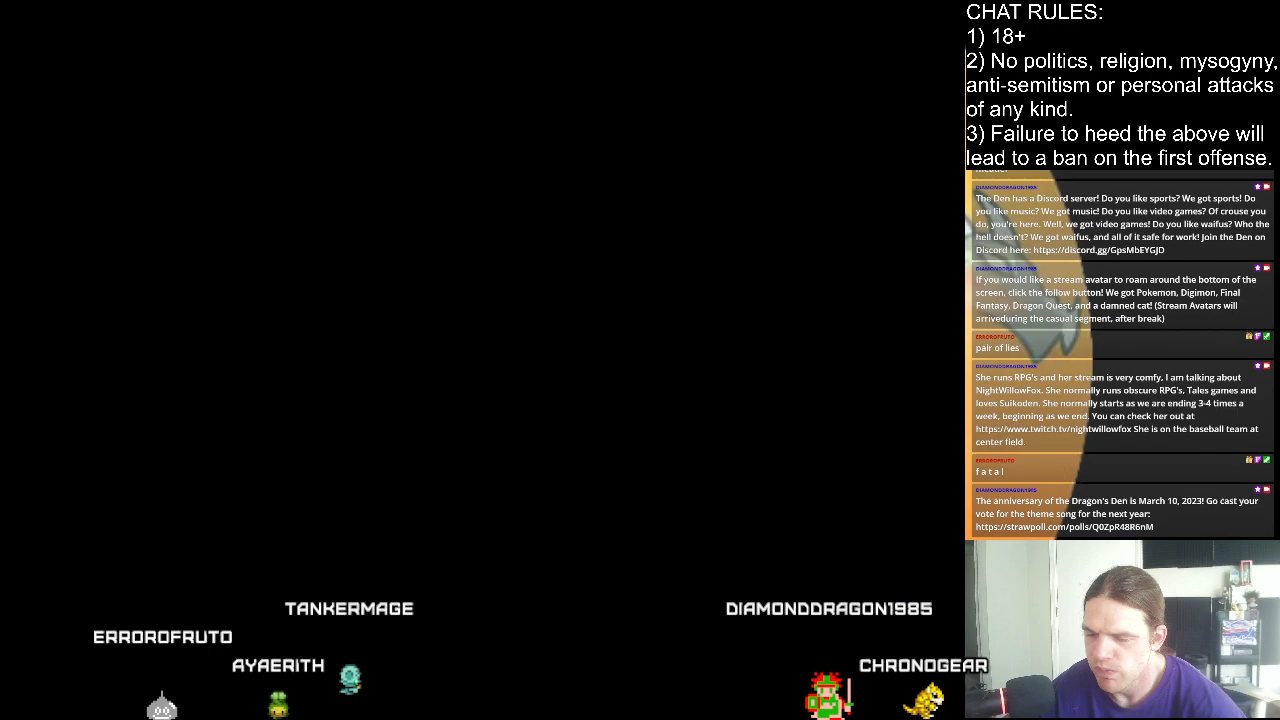 CHAT RULES:
1) 18+
2) No politics, religion, mysogyny,
anti-semitism or personal attacks
of any kind.
3) Failure to heed the above will
lead to a ban on the first offense.
DIAMONDDRAGON1985
The Den has a Discord server! Do you like sports? We got sports! Do
you like music? We got music! Do you like video games? Of crouse you
do, you're here. Well, we got video games! Do you like waifus? Who the
hell doesn't? We got waifus, and all of it safe for work! Join the Den on
Discord here: https://discord.gg/GpsMbEYGJD
DIAMONDDRAGON1985
If you would like a stream avatar to roam around the bottom of the
screen, click the follow button! We got Pokemon, Digimon, Final
Fantasy, Dragon Quest, and a damned cat! (Stream Avatars will
arriveduring the casual segment, after break)
ERROROFRUTO
pair of lies
DIAMONDDRAGON1985
She runs RPG's and her stream is very comfy, I am talking about
NightWillowFox. She normally runs obscure RPG's, Tales games and
loves Suikoden. She normally starts as we are ending 3-4 times a
week, beginning as we end. You can check her out at
https://www.twitch.tv/nightwillowfox She is on the baseball team at
center field.
ERROROFRUTO
f a t a l
DIAMONDDRAGON1985
The anniversary of the Dragon's Den is March 10, 2023! Go cast your
vote for the theme song for the next year:
https://strawpoll.com/polls/Q0ZpR48R6nM
TANKERMAGE
DIAMONDDRAGON1985
ERROROFRUTO
AYAERITH
CHRONOGEAR